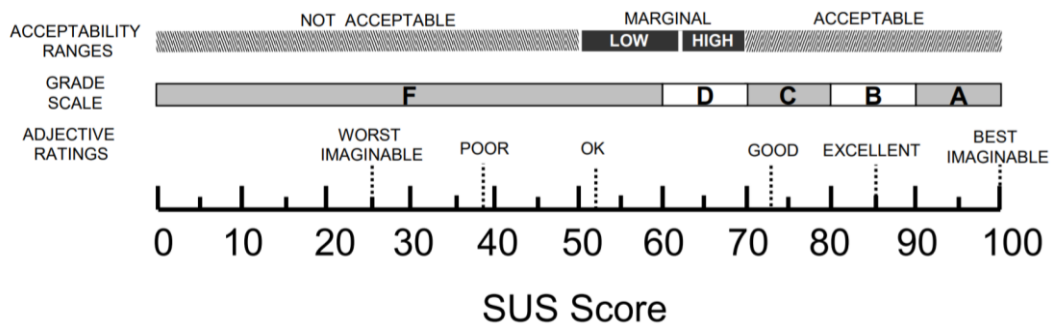 ACCEPTABILITY RANGES
NOT ACCEPTABLE
MARGINAL
ACCEPTABLE
LOW
HIGH
GRADE SCALE
F
D
C
B
A
ADJECTIVE RATINGS
WORST IMAGINABLE
POOR
OK
GOOD
EXCELLENT
BEST IMAGINABLE
0 10 20 30 40 50 60 70 80 90 100
SUS Score